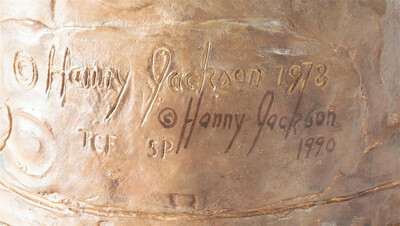 © Harry Jackson 1978
© Harry Jackson
TCF SP
1990